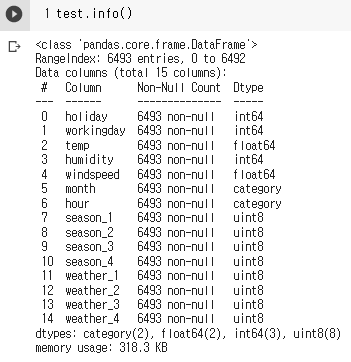 1 test.info()
<class 'pandas.core.frame.DataFrame'>
RangeIndex: 6493 entries, 0 to 6492
Data columns (total 15 columns):
 #   Column      Non-Null Count  Dtype
---  ------      --------------  -----
 0   holiday     6493 non-null   int64
 1   workingday  6493 non-null   int64
 2   temp        6493 non-null   float64
 3   humidity    6493 non-null   int64
 4   windspeed   6493 non-null   float64
 5   month       6493 non-null   category
 6   hour        6493 non-null   category
 7   season_1    6493 non-null   uint8
 8   season_2    6493 non-null   uint8
 9   season_3    6493 non-null   uint8
 10  season_4    6493 non-null   uint8
 11  weather_1   6493 non-null   uint8
 12  weather_2   6493 non-null   uint8
 13  weather_3   6493 non-null   uint8
 14  weather_4   6493 non-null   uint8
dtypes: category(2), float64(2), int64(3), uint8(8)
memory usage: 318.3 KB